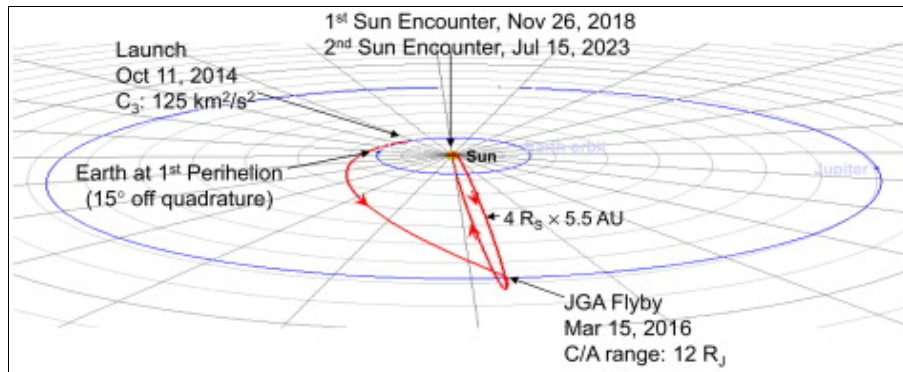 1st Sun Encounter, Nov 26, 2018
2nd Sun Encounter, Jul 15, 2023
Launch
Oct 11, 2014
C3: 125 km²/s²
Earth orbit
Sun
Earth at 1st Perihelion
(15° off quadrature)
Jupiter
4 RS × 5.5 AU
JGA Flyby
Mar 15, 2016
C/A range: 12 RJ